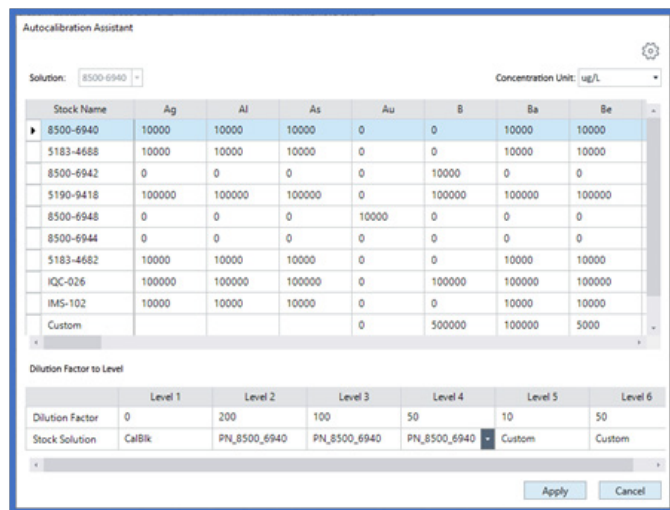 Autocalibration Assistant
Solution: 8500-6940 Concentration Unit: ug/L
Stock Name Ag Al As Au B Ba Be
8500-6940 10000 10000 10000 0 0 10000 10000
5183-4688 10000 10000 10000 0 0 10000 10000
8500-6942 0 0 0 0 10000 0 0
5190-9418 100000 100000 100000 0 100000 100000 100000
8500-6948 0 0 0 10000 0 0 0
8500-6944 0 0 0 0 0 0 0
5183-4682 10000 10000 10000 0 0 10000 10000
IQC-026 100000 100000 100000 0 100000 100000 100000
IMS-102 10000 10000 10000 0 0 10000 10000
Custom 0 500000 100000 5000
Dilution Factor to Level
Level 1 Level 2 Level 3 Level 4 Level 5 Level 6
Dilution Factor 0 200 100 50 10 50
Stock Solution CalBlk PN_8500_6940 PN_8500_6940 PN_8500_6940 Custom Custom
Apply Cancel